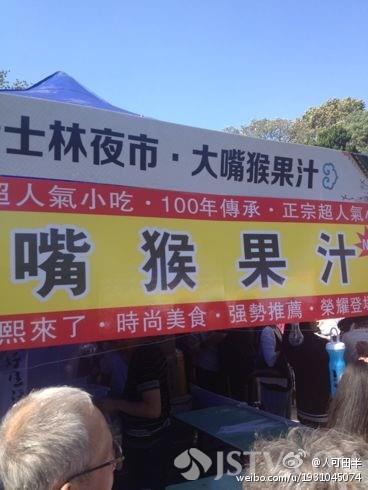 士林夜市·大嘴猴果汁
超人氣小吃·100年傳承·正宗超人氣小
嘴猴果汁
熙來了·時尚美食·强勢推薦·榮耀登場
JSTV
@人可田半
weibo.com/u/1931045074